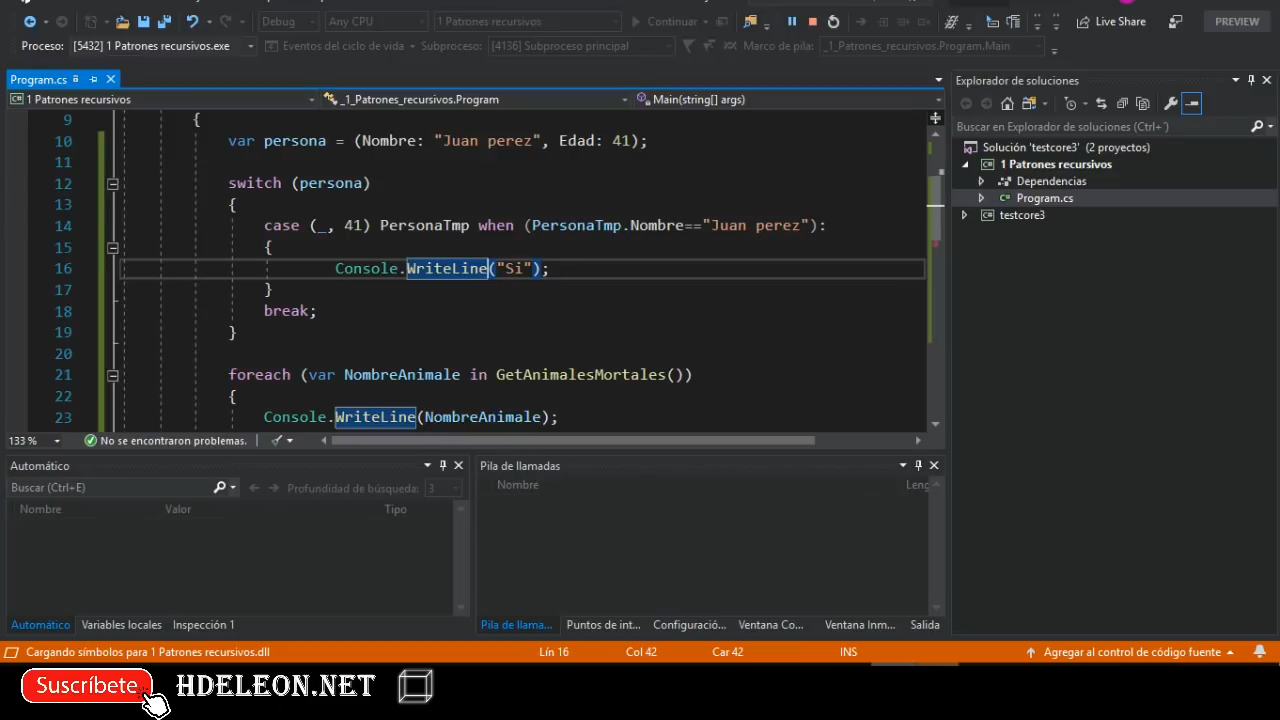 Debug
Any CPU
1 Patrones recursivos
Continuar
Live Share
PREVIEW
Proceso: [5432] 1 Patrones recursivos.exe
Eventos del ciclo de vida
Subproceso: [4136] Subproceso principal
Marco de pila: _1_Patrones_recursivos.Program.Main
Program.cs
1 Patrones recursivos
_1_Patrones_recursivos.Program
Main(string[] args)
9 {
10 var persona = (Nombre: "Juan perez", Edad: 41);
11
12 switch (persona)
13 {
14 case (_, 41) PersonaTmp when (PersonaTmp.Nombre=="Juan perez"):
15 {
16 Console.WriteLine("Si");
17 }
18 break;
19 }
20
21 foreach (var NombreAnimale in GetAnimalesMortales())
22 {
23 Console.WriteLine(NombreAnimale);
133 %
No se encontraron problemas.
Explorador de soluciones
Buscar en Explorador de soluciones (Ctrl+´)
Solución 'testcore3' (2 proyectos)
1 Patrones recursivos
Dependencias
Program.cs
testcore3
Automático
Buscar (Ctrl+E)
Profundidad de búsqueda: 3
Nombre Valor Tipo
Automático Variables locales Inspección 1
Pila de llamadas
Nombre Leng
Pila de llama... Puntos de int... Configuració... Ventana Co... Ventana Inm... Salida
Cargando símbolos para 1 Patrones recursivos.dll
Lín 16 Col 42 Car 42 INS
Agregar al control de código fuente
Suscríbete
HDELEON.NET